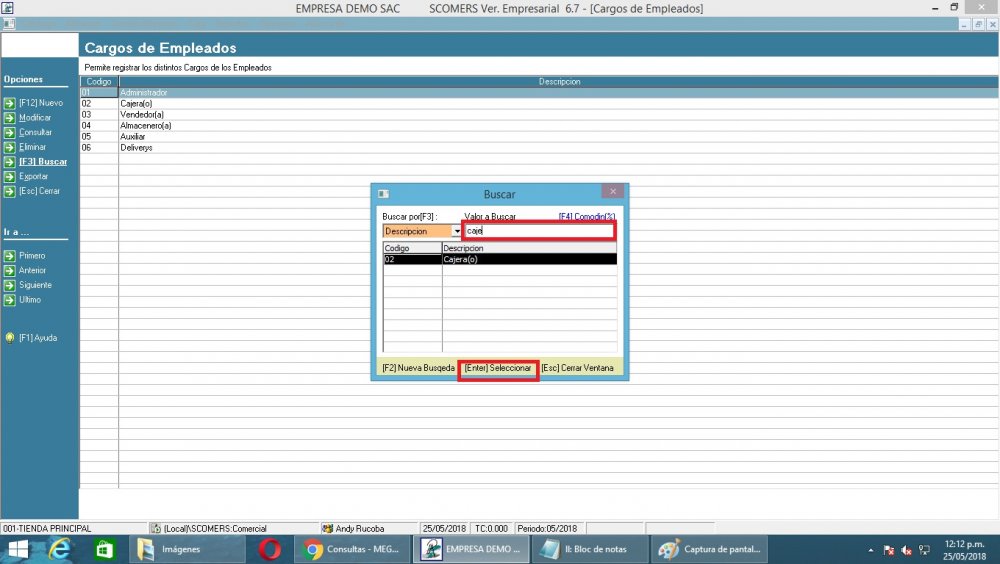 EMPRESA DEMO SAC SCOMERS Ver. Empresarial 6.7 - [Cargos de Empleados]
Cargos de Empleados
Permite registrar los distintos Cargos de los Empleados
Opciones
[F12] Nuevo
Modificar
Consultar
Eliminar
[F3] Buscar
Exportar
[Esc] Cerrar
Ir a ...
Primero
Anterior
Siguiente
Ultimo
[F1] Ayuda
Codigo Descripcion
01 Administrador
02 Cajera(o)
03 Vendedor(a)
04 Almacenero(a)
05 Auxiliar
06 Deliverys
Buscar
Buscar por[F3] : Valor a Buscar [F4] Comodin(%)
Descripcion caje
Codigo Descripcion
02 Cajera(o)
[F2] Nueva Busqeda [Enter] Seleccionar [Esc] Cerrar Ventana
001-TIENDA PRINCIPAL (Local)\SCOMERS:Comercial Andy Rucoba 25/05/2018 TC:0.000 Periodo:05/2018
Imágenes Consultas - MEG... EMPRESA DEMO ... II: Bloc de notas Captura de pantal...
12:12 p.m.
25/05/2018